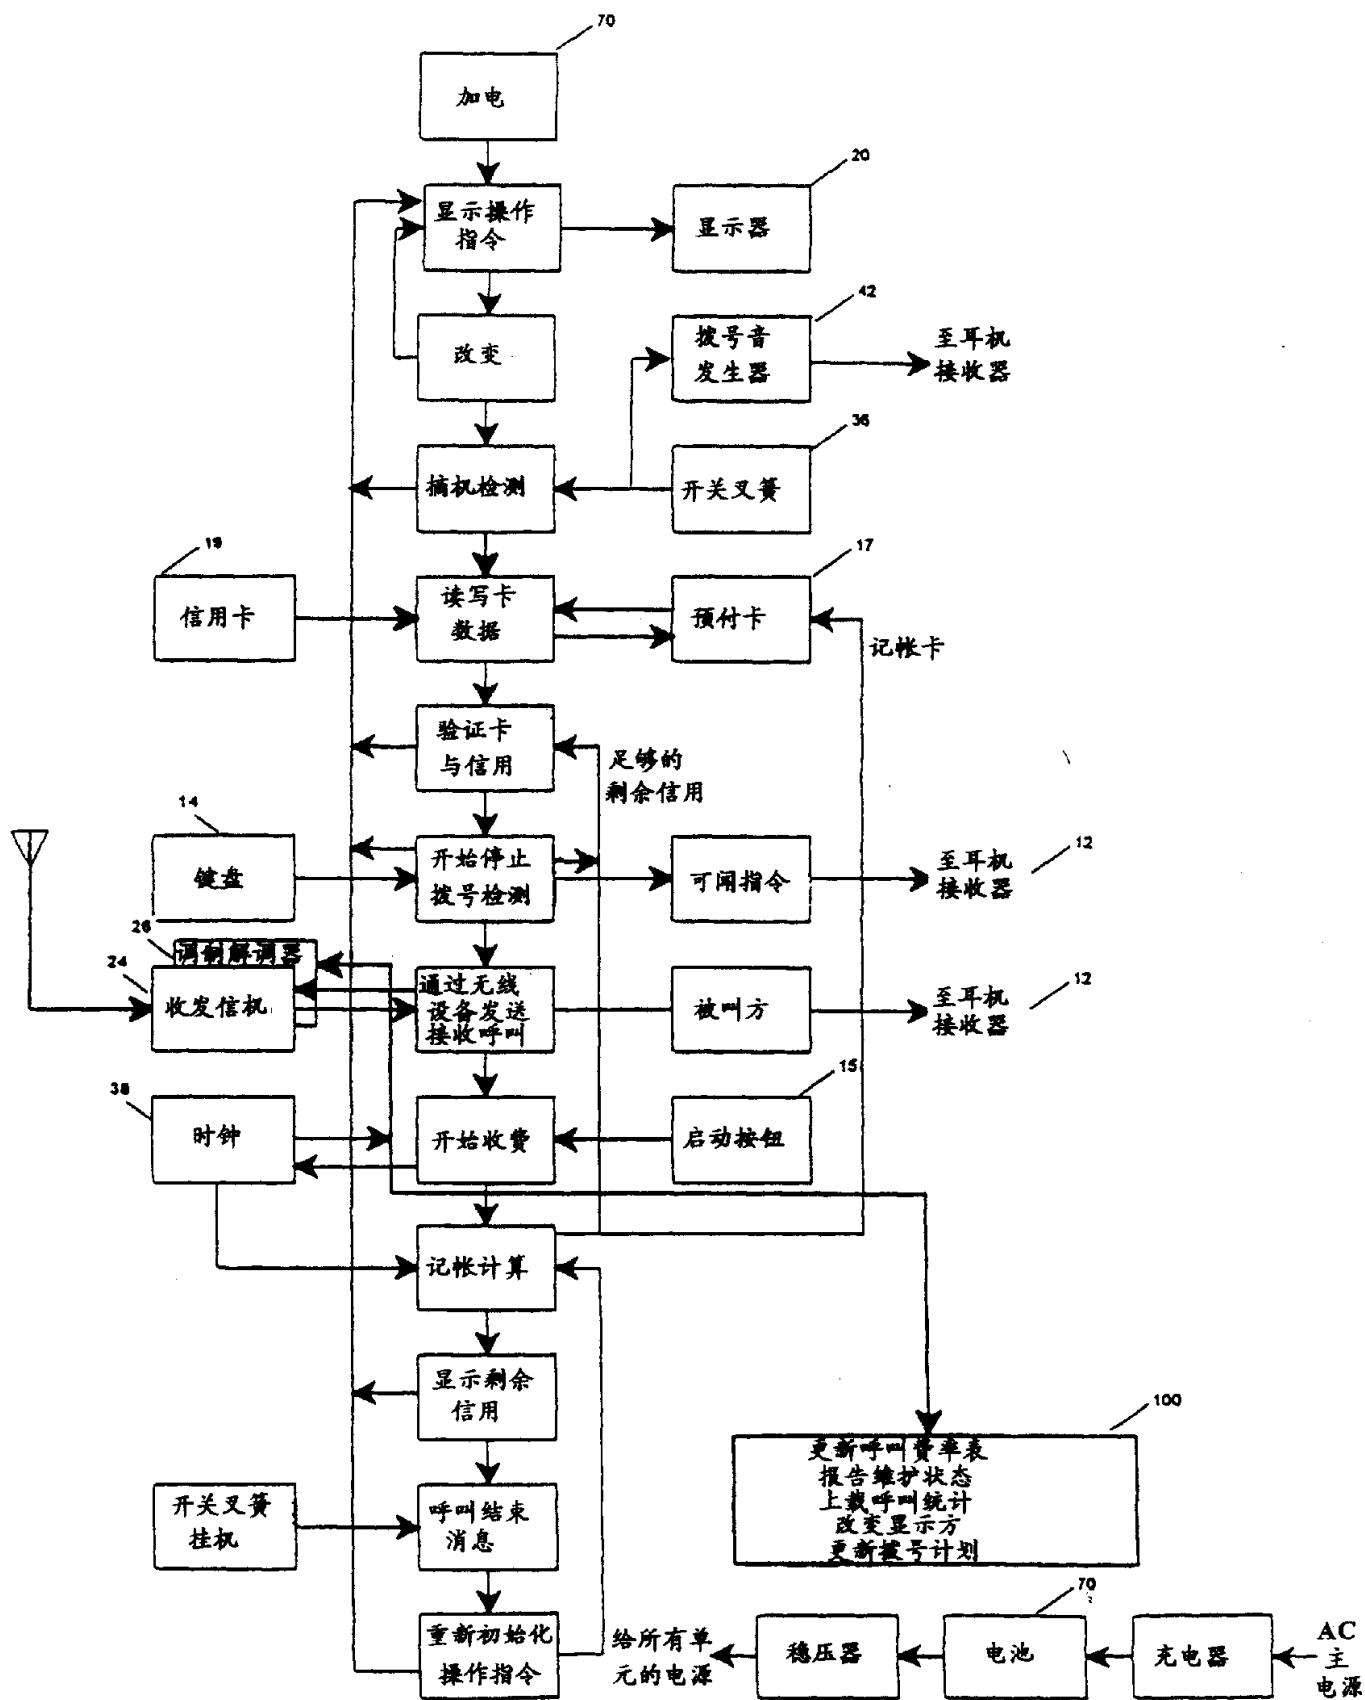 70
加电
20
显示操作
指令
显示器
42
改变
拨号音
发生器
至耳机
接收器
36
摘机检测
开关叉簧
19
17
信用卡
读写卡
数据
预付卡
记帐卡
验证卡
与信用
足够的
剩余信用
14
12
键盘
开始停止
拨号检测
可闻指令
至耳机
接收器
26
调制解调器
24
12
收发信机
通过无线
设备发送
接收呼叫
被叫方
至耳机
接收器
38
15
时钟
开始收费
启动按钮
记帐计算
显示剩余
信用
100
更新呼叫费率表
报告维护状态
上载呼叫统计
改变显示方
更新拨号计划
开关叉簧
挂机
呼叫结束
消息
70
重新初始化
操作指令
给所有单
元的电源
稳压器
电池
充电器
AC
主
电源